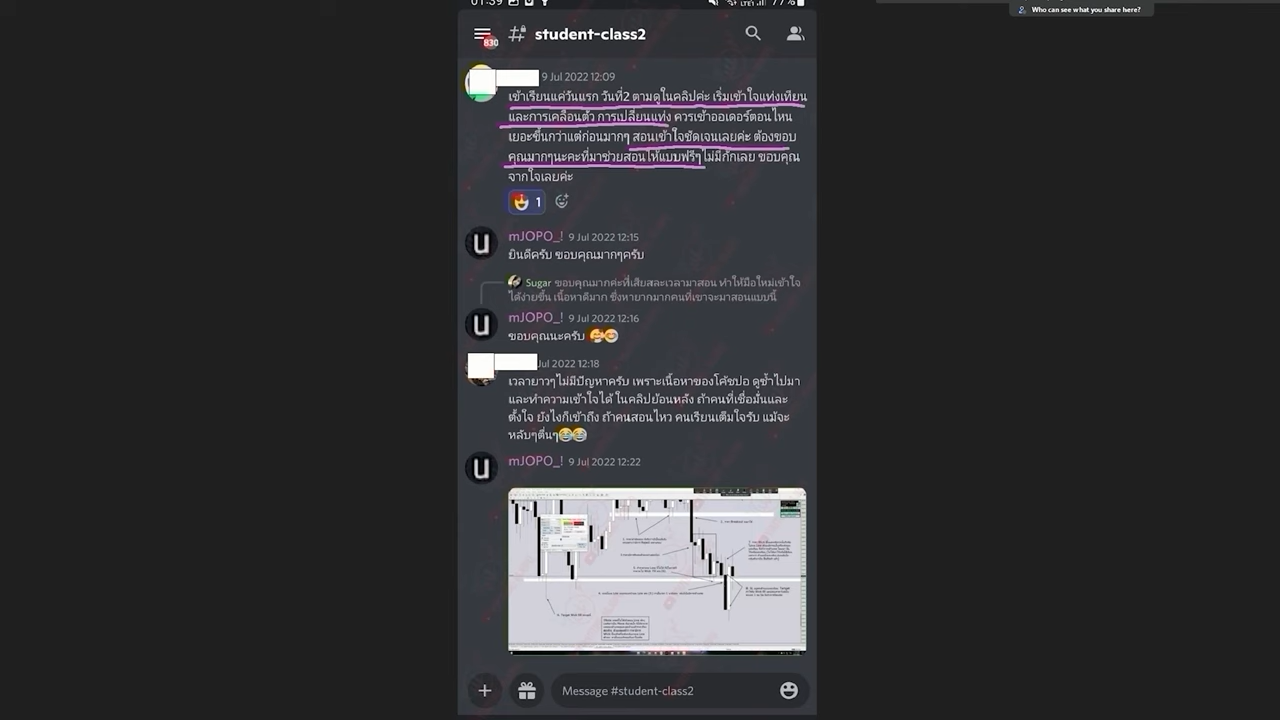 Who can see what you share here?
01:39
77%
830
student-class2
9 Jul 2022 12:09
เข้าเรียนแค่วันแรก วันที่2 ตามดูในคลิปค่ะ เริ่มเข้าใจแท่งเทียน
และการเคลื่อนตัว การเปลี่ยนแท่ง ควรเข้าออเดอร์ตอนไหน
เยอะขึ้นกว่าแต่ก่อนมากๆ สอนเข้าใจชัดเจนเลยค่ะ ต้องขอบ
คุณมากๆนะคะที่มาช่วยสอนให้แบบฟรีๆไม่มีกั๊กเลย ขอบคุณ
จากใจเลยค่ะ
1
mJOPO_! 9 Jul 2022 12:15
ยินดีครับ ขอบคุณมากๆครับ
Sugar ขอบคุณมากค่ะที่เสียสละเวลามาสอน ทำให้มือใหม่เข้าใจ
ได้ง่ายขึ้น เนื้อหาดีมาก ซึ่งหายากมากคนที่เขาจะมาสอนแบบนี้
mJOPO_! 9 Jul 2022 12:16
ขอบคุณนะครับ
Jul 2022 12:18
เวลายาวๆไม่มีปัญหาครับ เพราะเนื้อหาของโค้ชปอ ดูซ้ำไปมา
และทำความเข้าใจได้ ในคลิปย้อนหลัง ถ้าคนที่เชื่อมั่นและ
ตั้งใจ ยังไงก็เข้าถึง ถ้าคนสอนไหว คนเรียนเต็มใจรับ แม้จะ
หลับๆตื่นๆ
mJOPO_! 9 Jul 2022 12:22
Message #student-class2